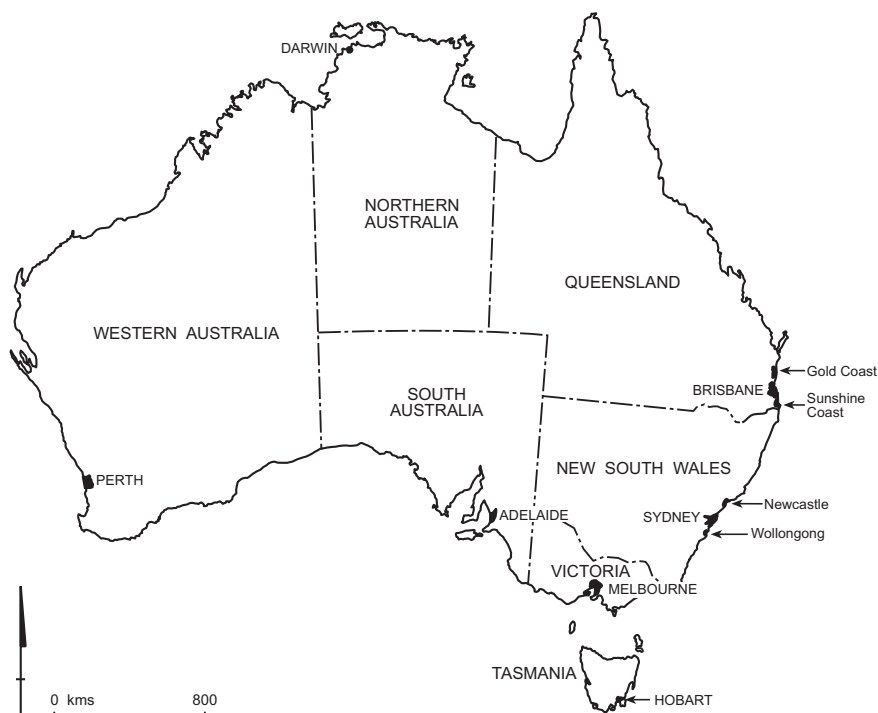 DARWIN
NORTHERN
AUSTRALIA
QUEENSLAND
WESTERN AUSTRALIA
Gold Coast
SOUTH
AUSTRALIA
BRISBANE
Sunshine
Coast
NEW SOUTH WALES
PERTH
Newcastle
ADELAIDE
SYDNEY
Wollongong
VICTORIA
MELBOURNE
TASMANIA
HOBART
0 kms 800